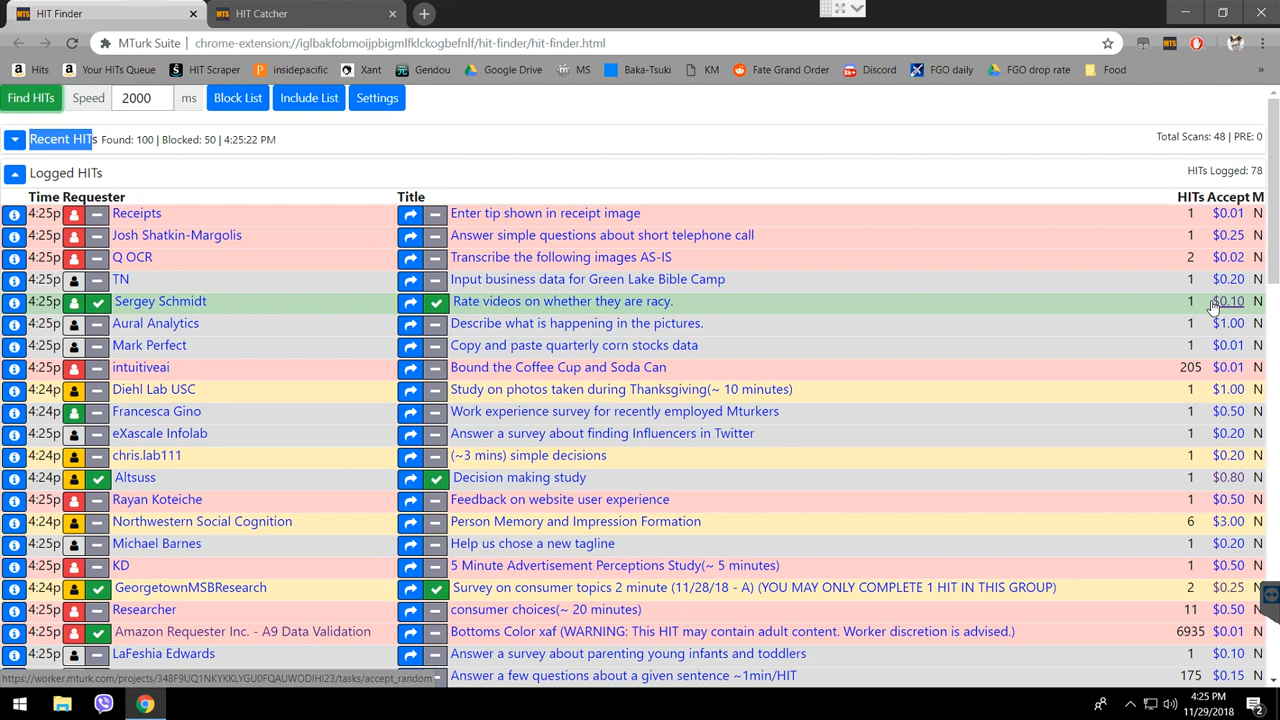 HIT Finder
HIT Catcher
MTurk Suite chrome-extension://iglbakfobmoijpbigmlfklckogbefnlf/hit-finder/hit-finder.html
Hits Your HITs Queue HIT Scraper insidepacific Xant Gendou Google Drive MS Baka-Tsuki KM Fate Grand Order Discord FGO daily FGO drop rate Food »
Find HITs Speed 2000 ms Block List Include List Settings
Recent HITs Found: 100 | Blocked: 50 | 4:25:22 PM Total Scans: 48 | PRE: 0
Logged HITs HITs Logged: 78
Time Requester Title HITs Accept M
4:25p Receipts Enter tip shown in receipt image 1 $0.01 N
4:25p Josh Shatkin-Margolis Answer simple questions about short telephone call 1 $0.25 N
4:25p Q OCR Transcribe the following images AS-IS 2 $0.02 N
4:25p TN Input business data for Green Lake Bible Camp 1 $0.20 N
4:25p Sergey Schmidt Rate videos on whether they are racy. 1 $0.10 N
4:25p Aural Analytics Describe what is happening in the pictures. 1 $1.00 N
4:25p Mark Perfect Copy and paste quarterly corn stocks data 1 $0.01 N
4:25p intuitiveai Bound the Coffee Cup and Soda Can 205 $0.01 N
4:24p Diehl Lab USC Study on photos taken during Thanksgiving(~ 10 minutes) 1 $1.00 N
4:24p Francesca Gino Work experience survey for recently employed Mturkers 1 $0.50 N
4:25p eXascale Infolab Answer a survey about finding Influencers in Twitter 1 $0.20 N
4:24p chris.lab111 (~3 mins) simple decisions 1 $0.20 N
4:24p Altsuss Decision making study 1 $0.80 N
4:25p Rayan Koteiche Feedback on website user experience 1 $0.50 N
4:24p Northwestern Social Cognition Person Memory and Impression Formation 6 $3.00 N
4:25p Michael Barnes Help us chose a new tagline 1 $0.20 N
4:25p KD 5 Minute Advertisement Perceptions Study(~ 5 minutes) 1 $0.50 N
4:24p GeorgetownMSBResearch Survey on consumer topics 2 minute (11/28/18 - A) (YOU MAY ONLY COMPLETE 1 HIT IN THIS GROUP) 2 $0.25 N
4:25p Researcher consumer choices(~ 20 minutes) 11 $0.50 N
4:25p Amazon Requester Inc. - A9 Data Validation Bottoms Color xaf (WARNING: This HIT may contain adult content. Worker discretion is advised.) 6935 $0.01 N
4:25p LaFeshia Edwards Answer a survey about parenting young infants and toddlers 1 $0.10 N
Answer a few questions about a given sentence ~1min/HIT 175 $0.15 N
https://worker.mturk.com/projects/348F9UQ1NKYKKLYGU0FQAUWODIHI23/tasks/accept_random
4:25 PM
11/29/2018
2